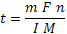 t = m F n / I M